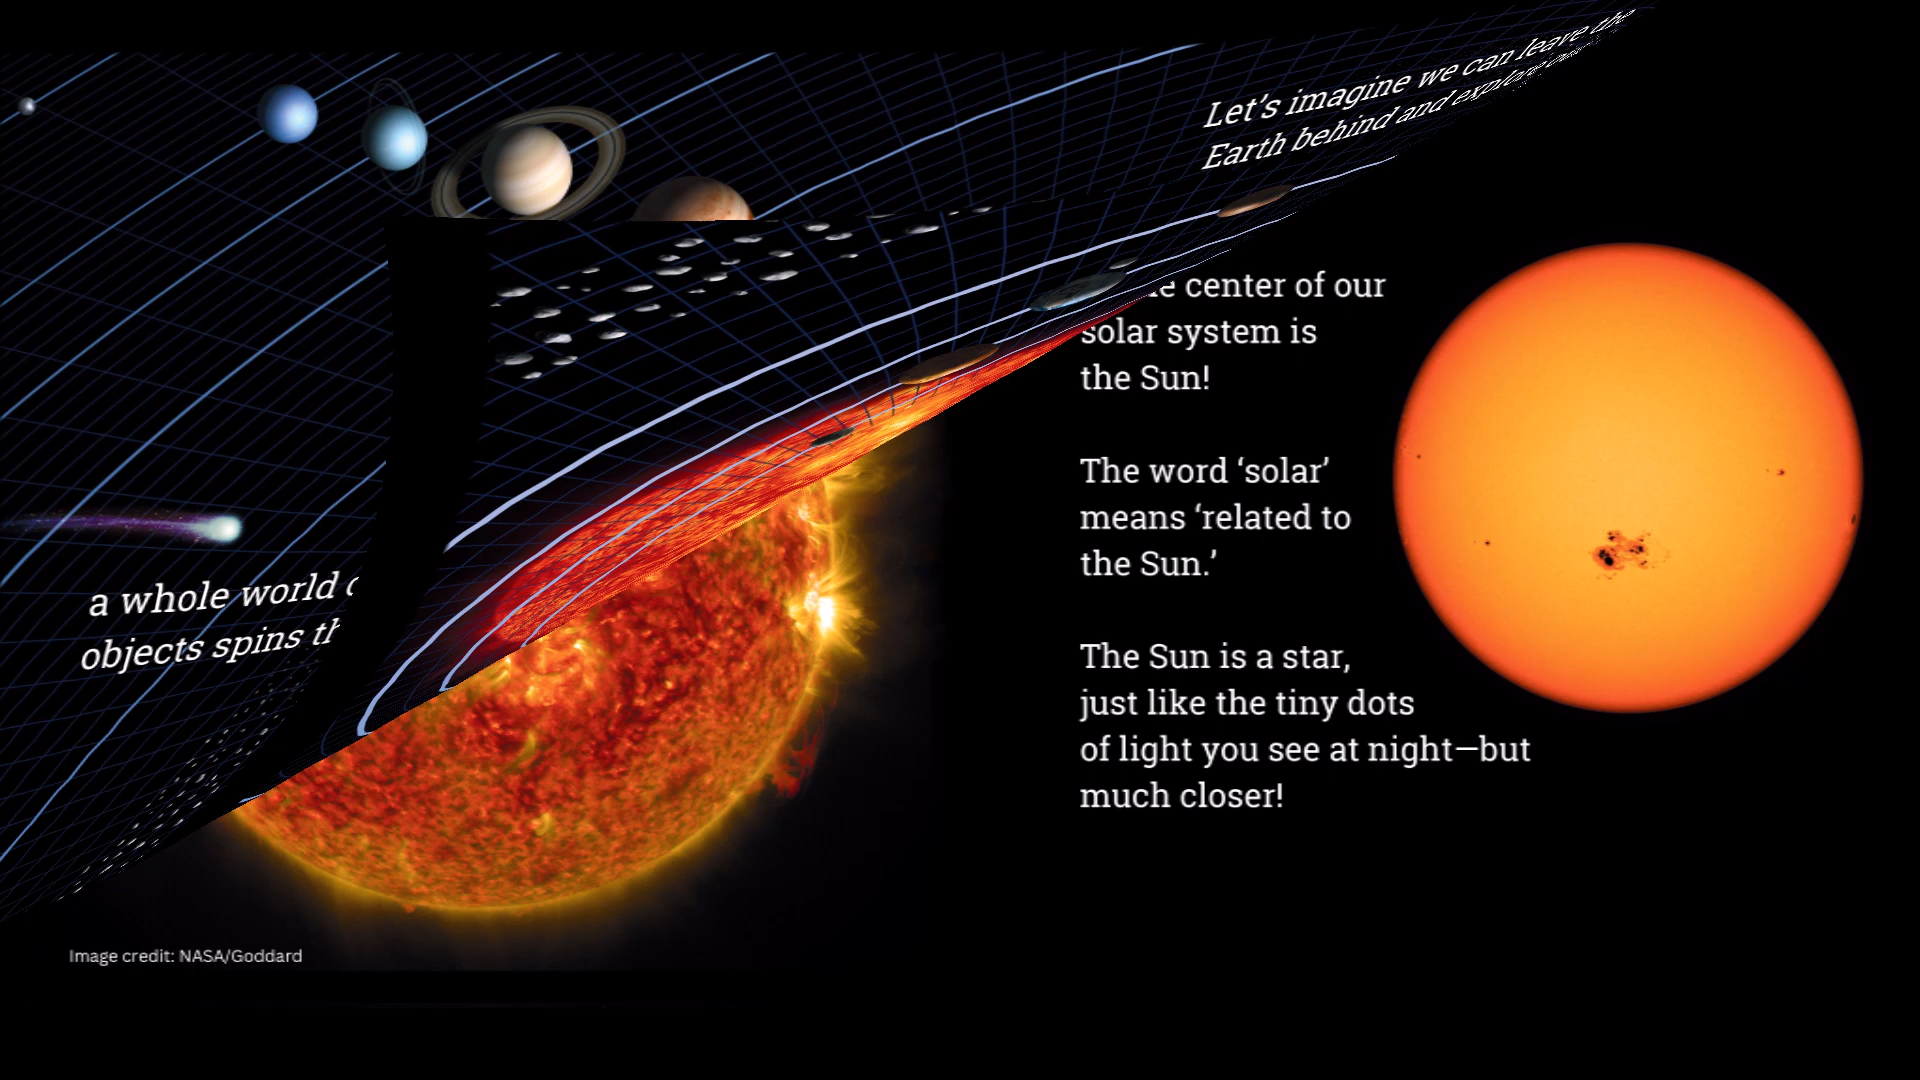 Let's imagine we can leave the
Earth behind and explore our
center of our
solar system is
the Sun!
The word ‘solar’
means ‘related to
the Sun.’
The Sun is a star,
just like the tiny dots
of light you see at night—but
much closer!
a whole world
objects spins
Image credit: NASA/Goddard